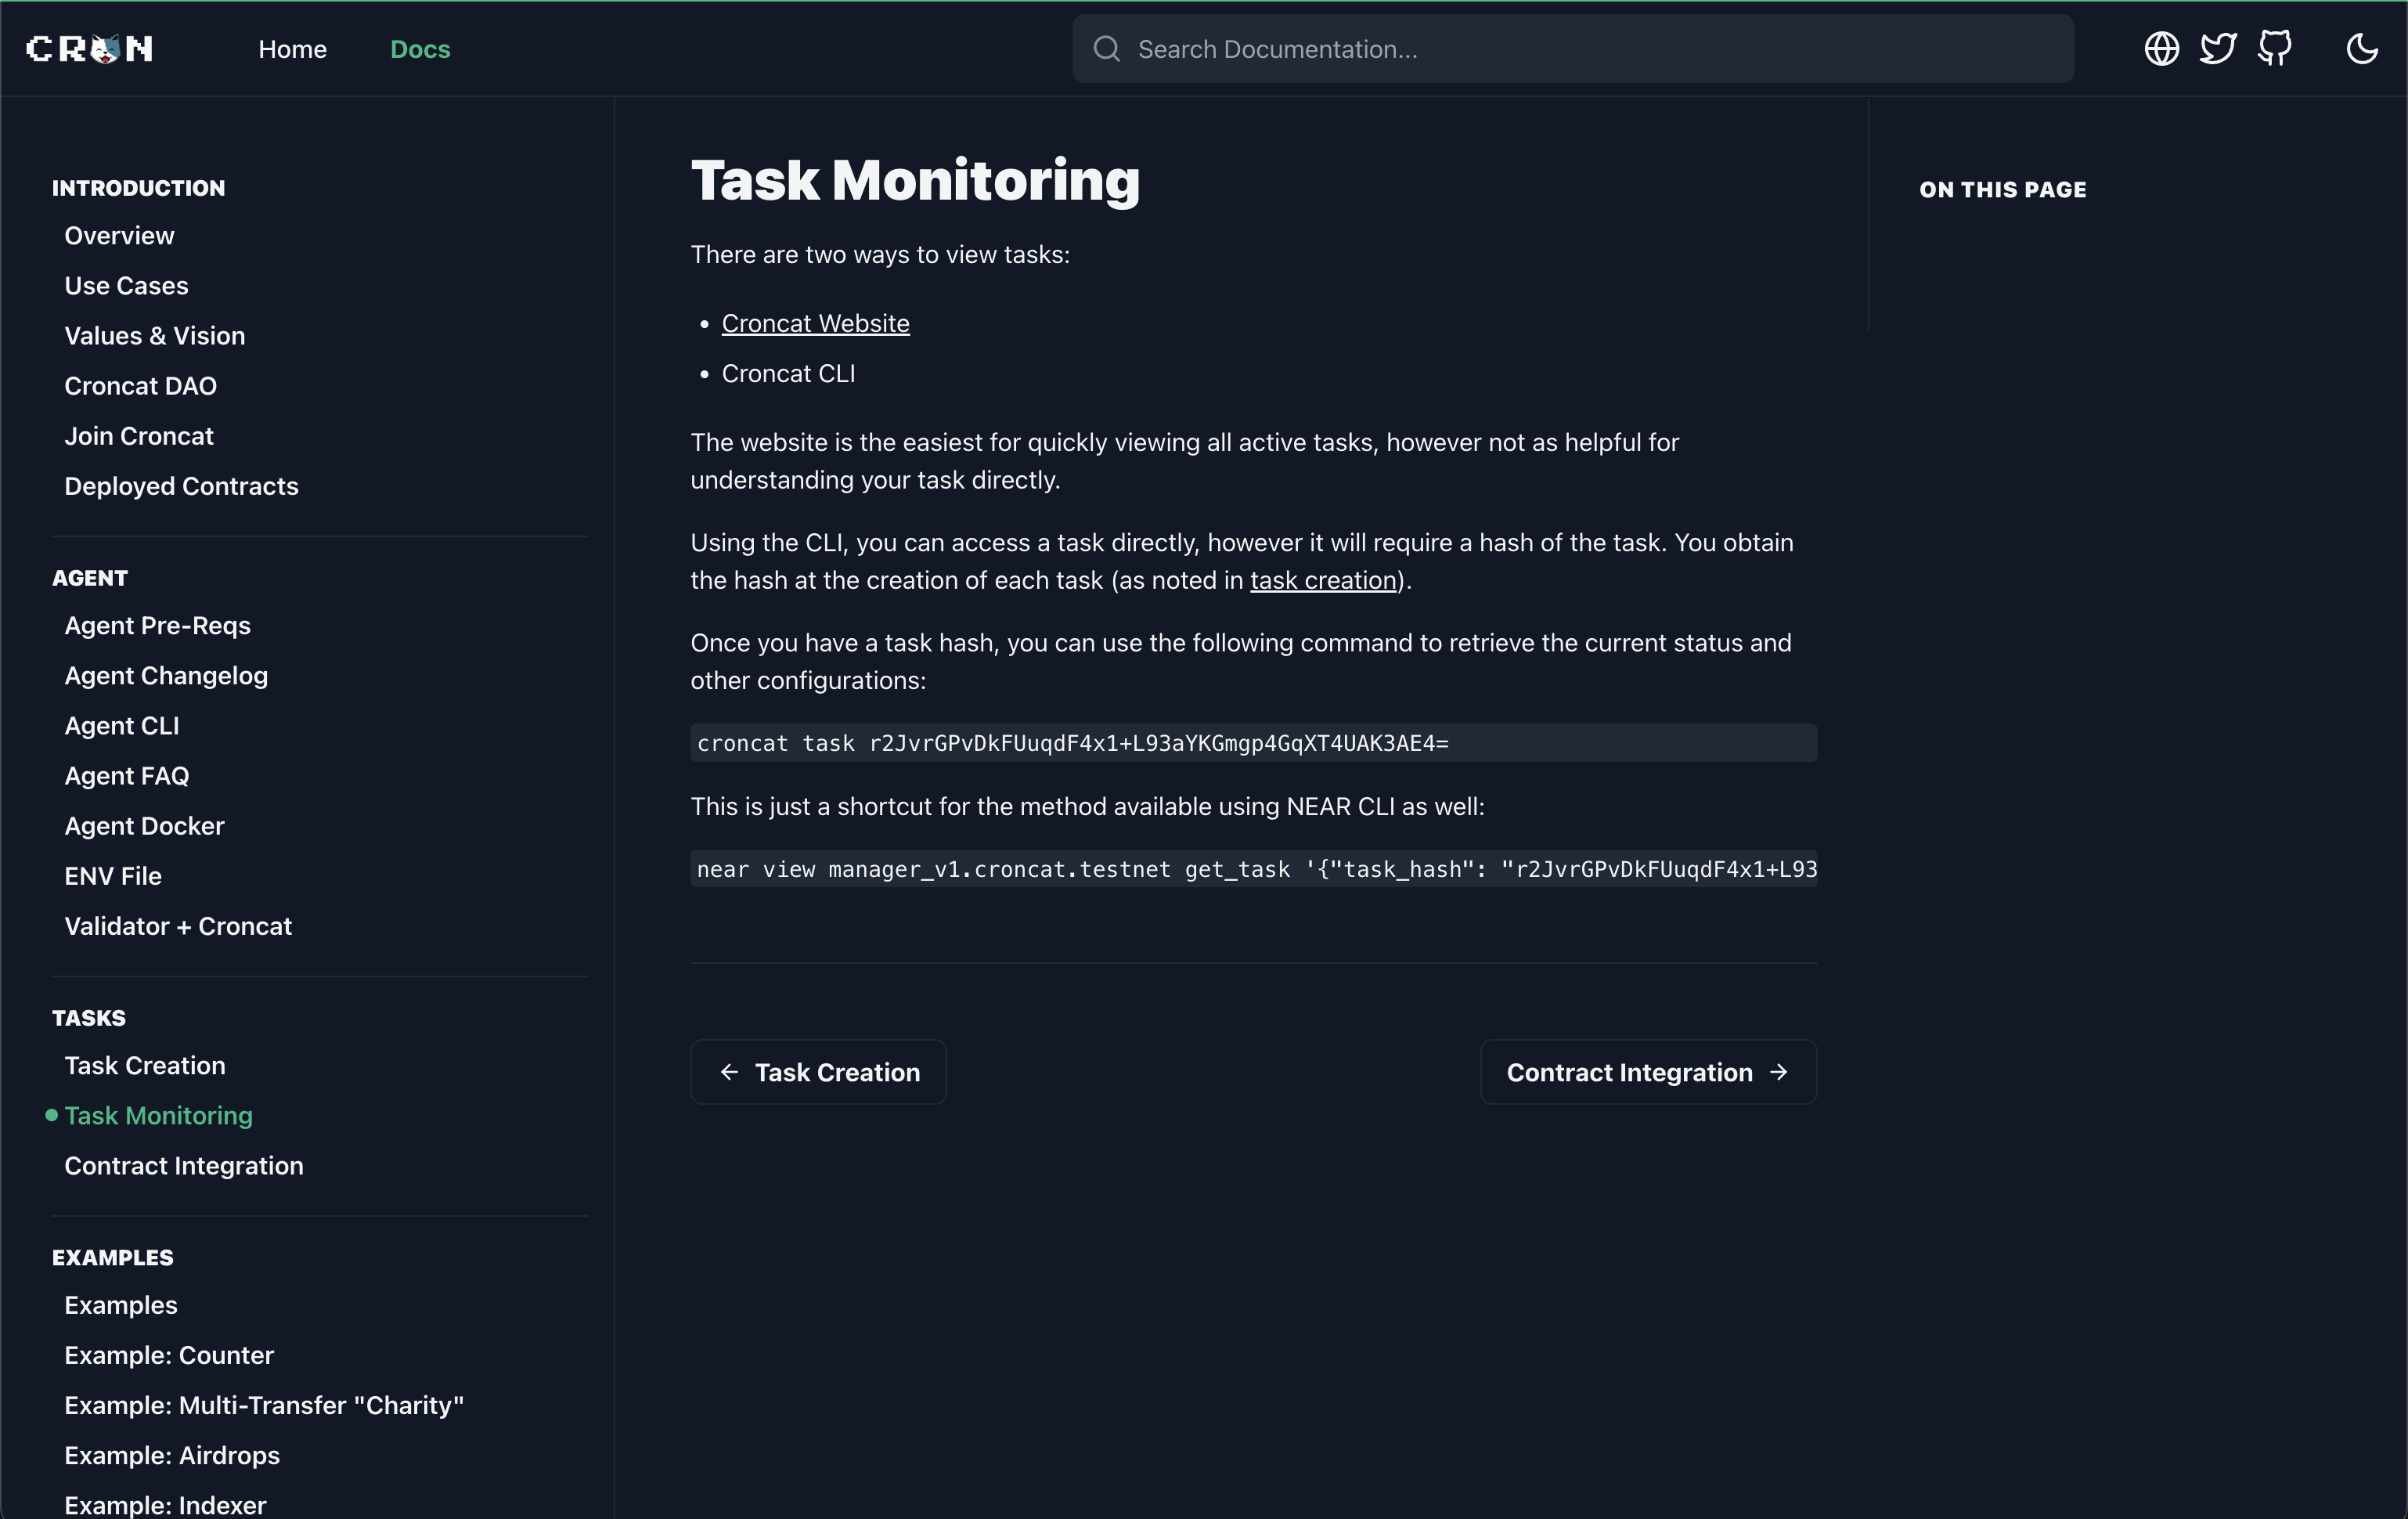 CRON
Home
Docs
Search Documentation...
INTRODUCTION
Overview
Use Cases
Values & Vision
Croncat DAO
Join Croncat
Deployed Contracts
AGENT
Agent Pre-Reqs
Agent Changelog
Agent CLI
Agent FAQ
Agent Docker
ENV File
Validator + Croncat
TASKS
Task Creation
Task Monitoring
Contract Integration
EXAMPLES
Examples
Example: Counter
Example: Multi-Transfer "Charity"
Example: Airdrops
Example: Indexer
Task Monitoring
There are two ways to view tasks:
• Croncat Website
• Croncat CLI
The website is the easiest for quickly viewing all active tasks, however not as helpful for
understanding your task directly.
Using the CLI, you can access a task directly, however it will require a hash of the task. You obtain
the hash at the creation of each task (as noted in task creation).
Once you have a task hash, you can use the following command to retrieve the current status and
other configurations:
croncat task r2JvrGPvDkFUuqdF4x1+L93aYKGmgp4GqXT4UAK3AE4=
This is just a shortcut for the method available using NEAR CLI as well:
near view manager_v1.croncat.testnet get_task '{"task_hash": "r2JvrGPvDkFUuqdF4x1+L93
← Task Creation
Contract Integration →
ON THIS PAGE